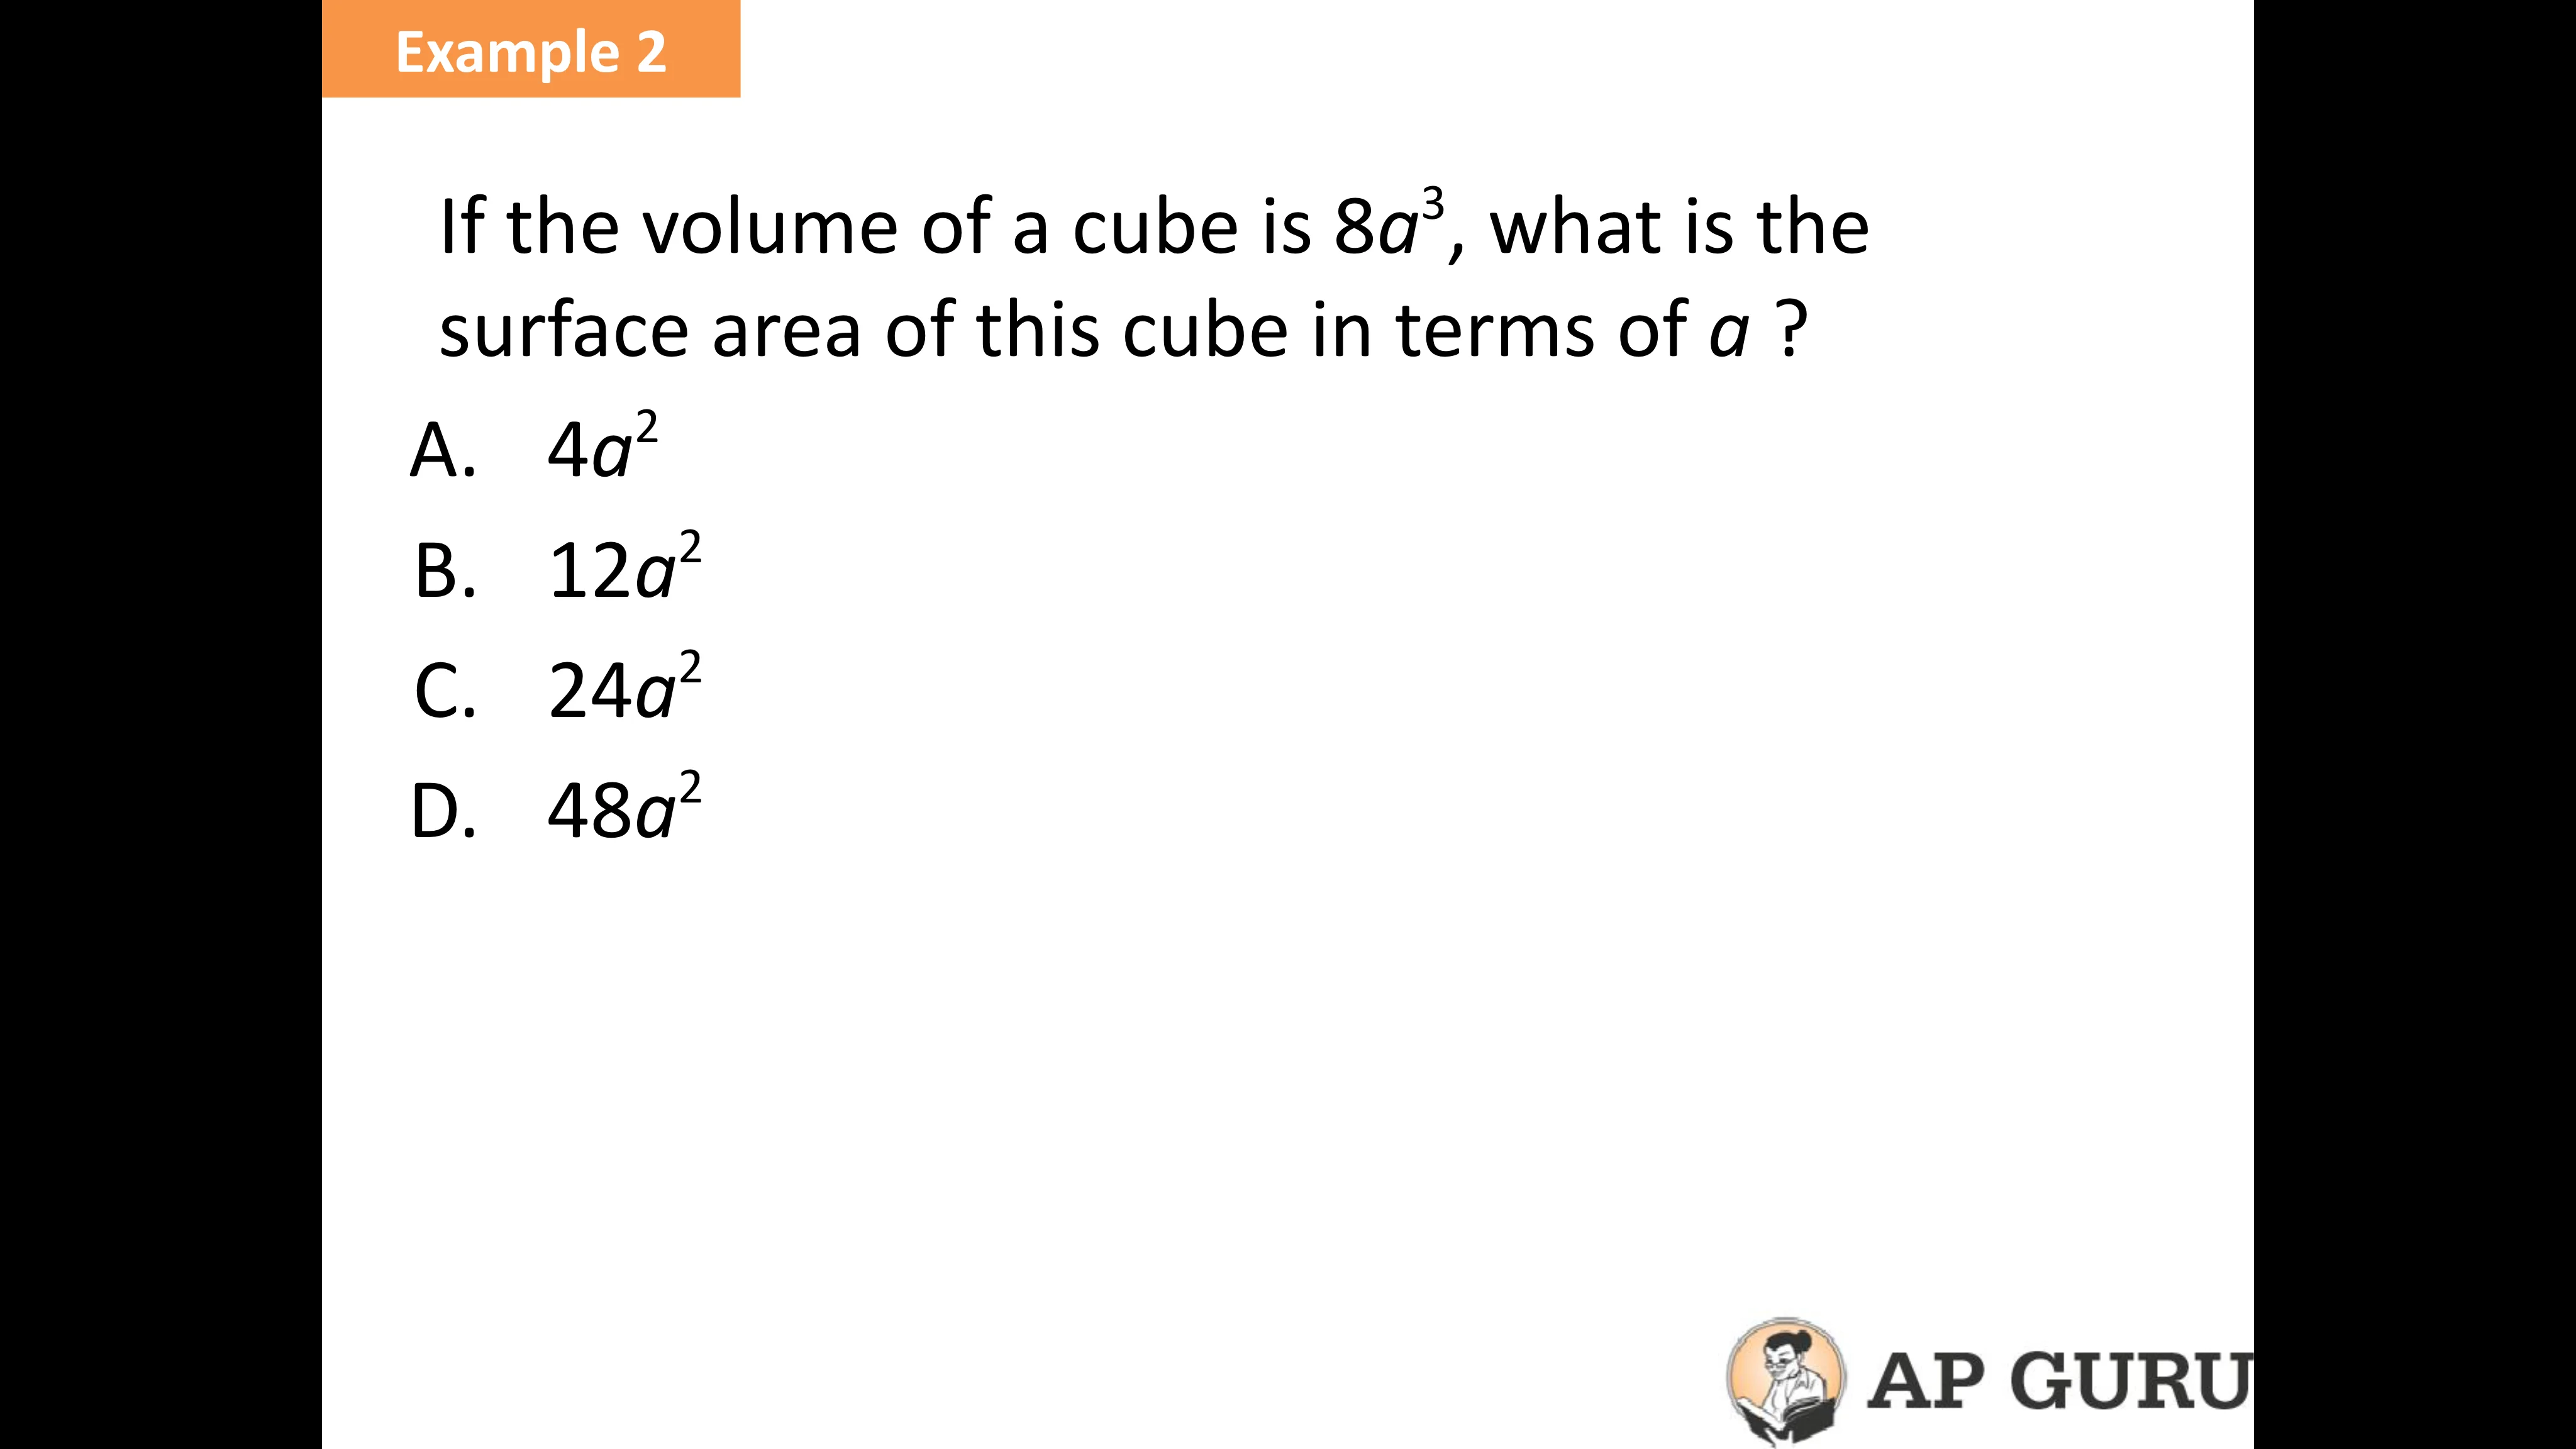 Example 2
If the volume of a cube is 8a³, what is the
surface area of this cube in terms of a ?
A. 4a²
B. 12a²
C. 24a²
D. 48a²
AP GURU